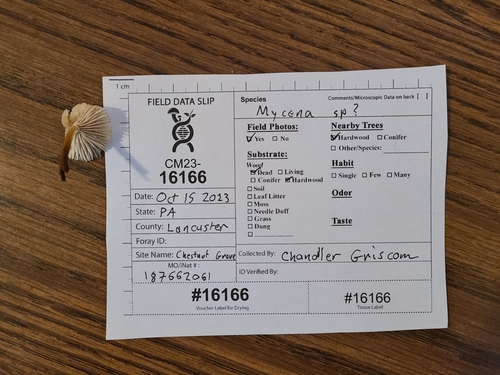 1 cm
FIELD DATA SLIP
CM23-
16166
Date: Oct 15 2023
State: PA
County: Lancaster
Foray ID:
Site Name: Chestnut Grove
MO/iNat #:
187662061
Species
Comments/Microscopic Data on back [ ]
Mycena sp?
Field Photos:
Yes No
Substrate:
Wood
Dead Living
Conifer Hardwood
Soil
Leaf Litter
Moss
Needle Duff
Grass
Dung
Nearby Trees
Hardwood Conifer
Other/Species:
Habit
Single Few Many
Odor
Taste
Collected By: Chandler Griscom
ID Verified By:
#16166
Voucher Label for Drying
#16166
Tissue Label